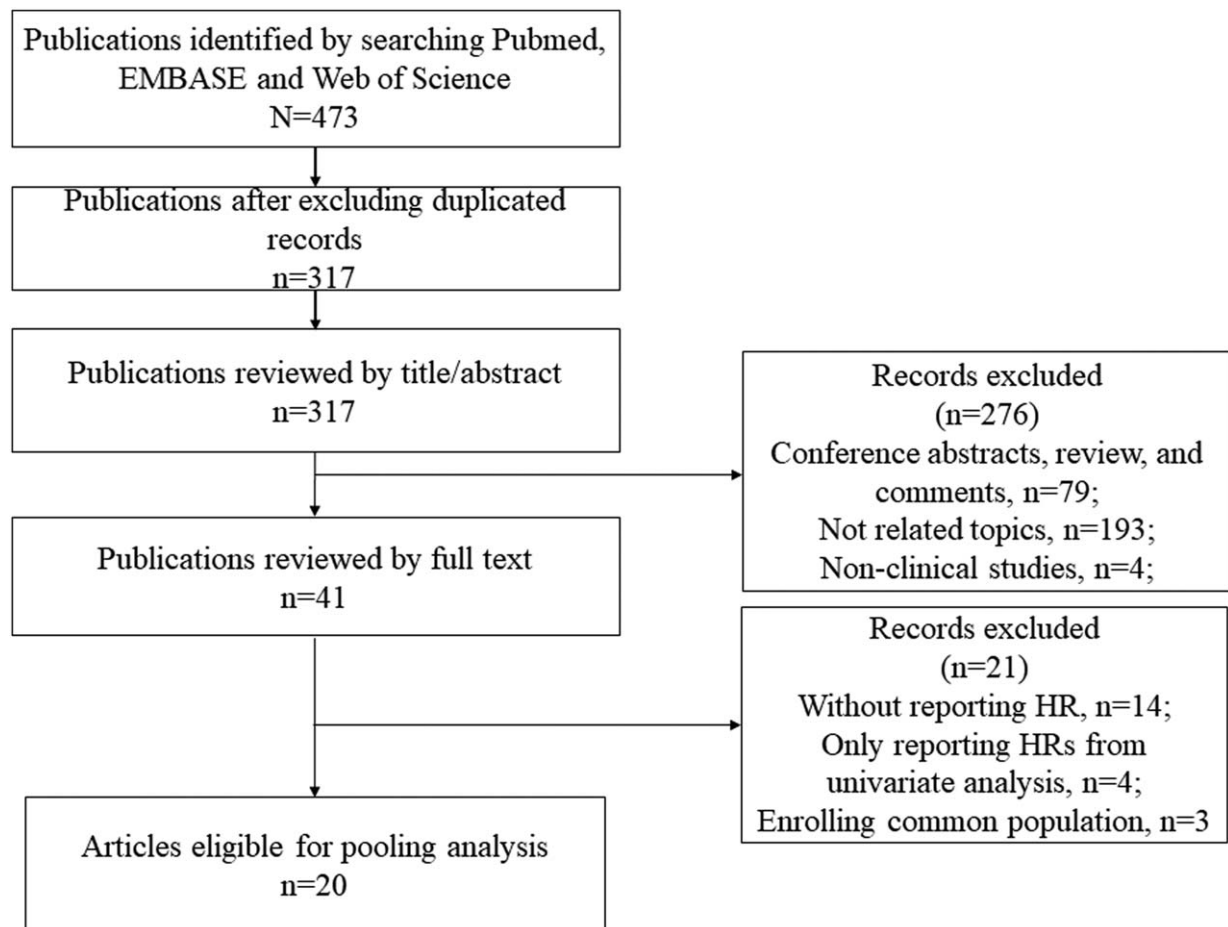 Publications identified by searching Pubmed,
EMBASE and Web of Science
N=473
Publications after excluding duplicated
records
n=317
Publications reviewed by title/abstract
n=317
Records excluded
(n=276)
Conference abstracts, review, and
comments, n=79;
Not related topics, n=193;
Non-clinical studies, n=4;
Publications reviewed by full text
n=41
Records excluded
(n=21)
Without reporting HR, n=14;
Only reporting HRs from
univariate analysis, n=4;
Enrolling common population, n=3
Articles eligible for pooling analysis
n=20